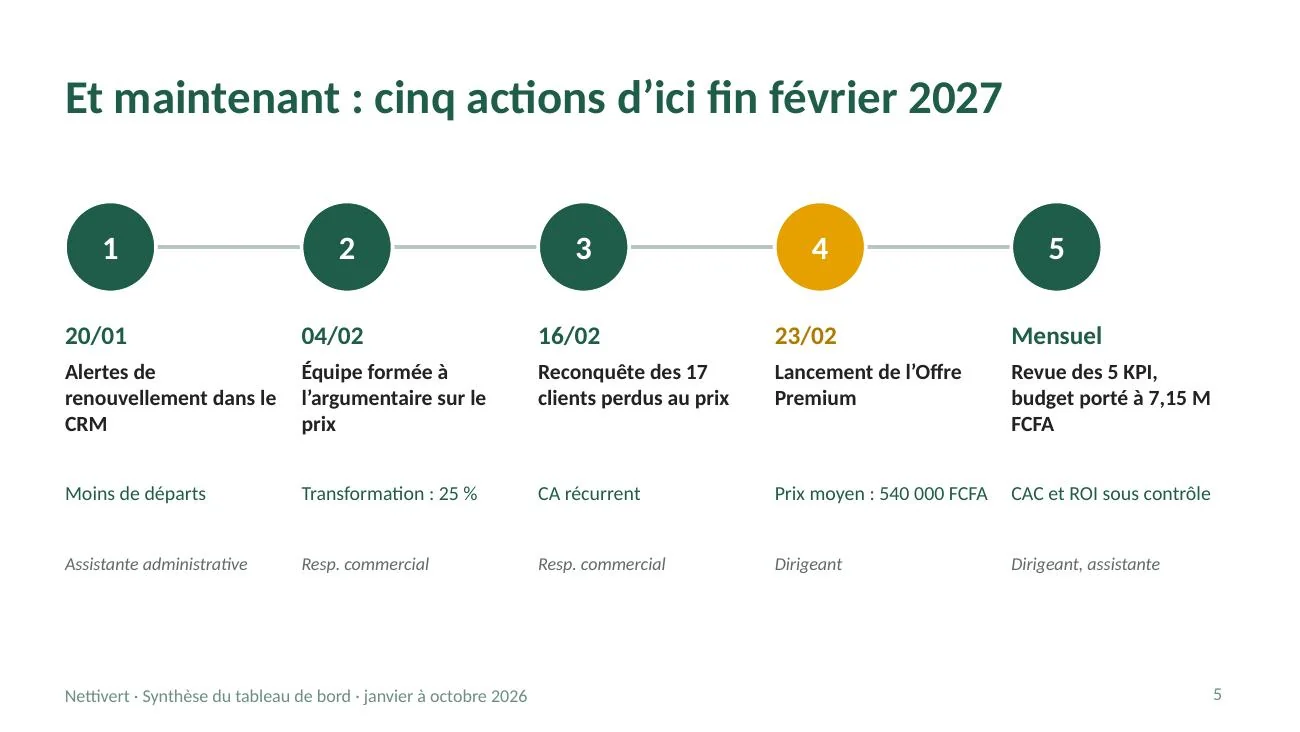 Et maintenant : cinq actions d’ici fin février 2027
1
2
3
4
5
20/01
Alertes de
renouvellement dans le
CRM
Moins de départs
Assistante administrative
04/02
Équipe formée à
l’argumentaire sur le
prix
Transformation : 25 %
Resp. commercial
16/02
Reconquête des 17
clients perdus au prix
CA récurrent
Resp. commercial
23/02
Lancement de l’Offre
Premium
Prix moyen : 540 000 FCFA
Dirigeant
Mensuel
Revue des 5 KPI,
budget porté à 7,15 M
FCFA
CAC et ROI sous contrôle
Dirigeant, assistante
Nettivert · Synthèse du tableau de bord · janvier à octobre 2026
5